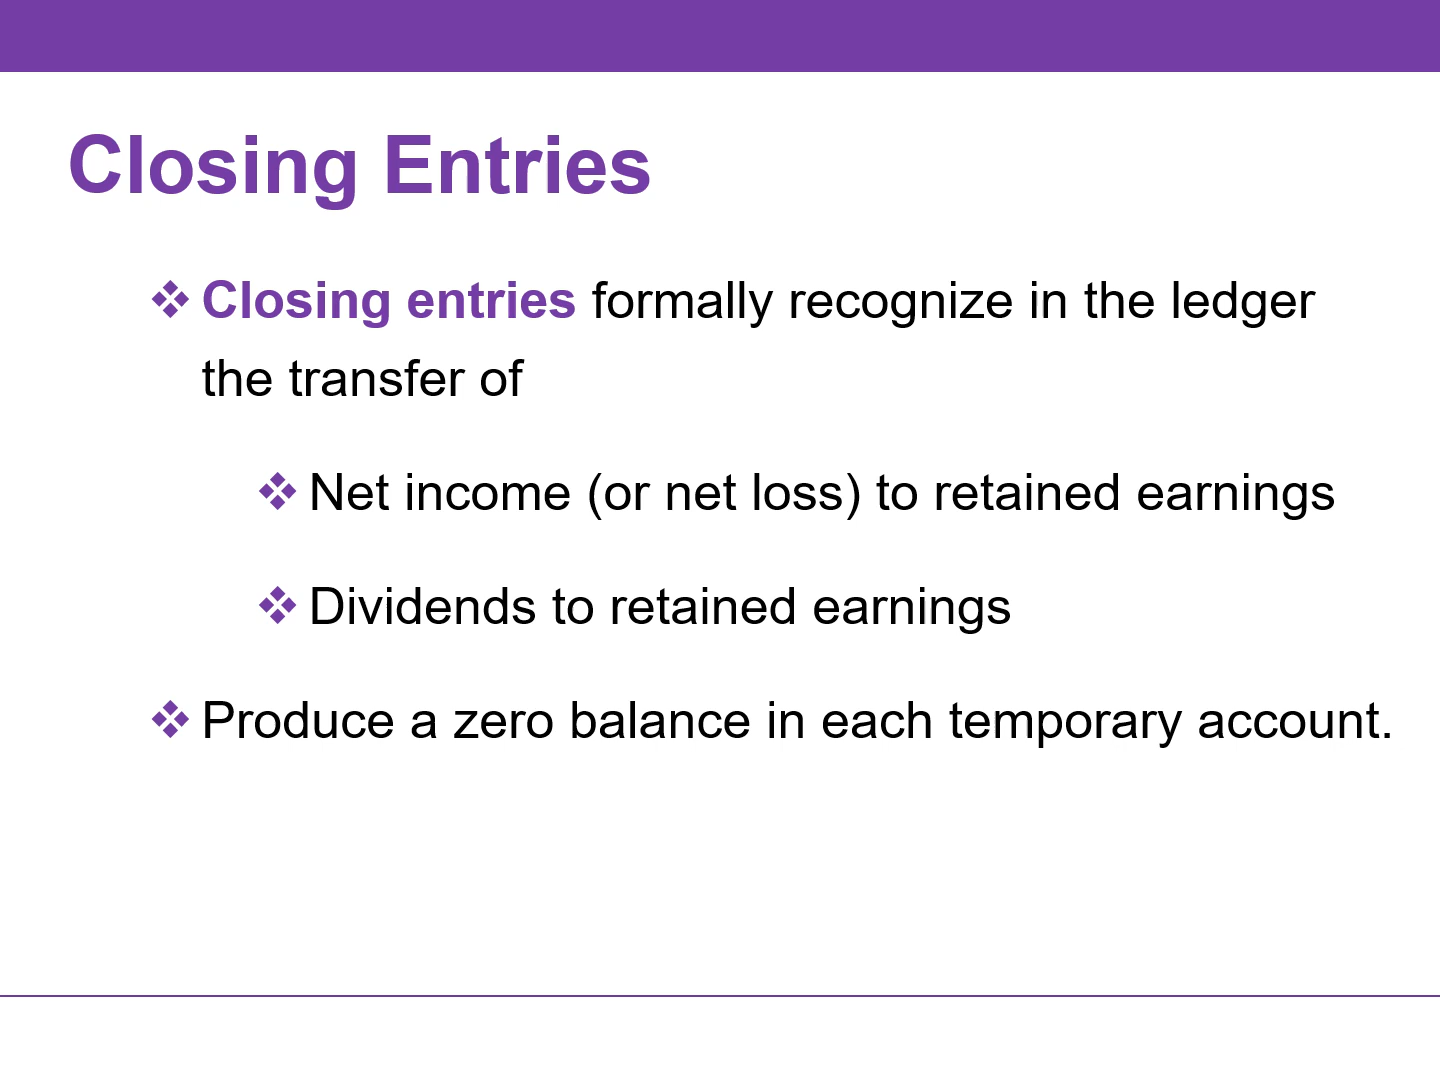 Closing Entries
❖ Closing entries formally recognize in the ledger
the transfer of
❖ Net income (or net loss) to retained earnings
❖ Dividends to retained earnings
❖ Produce a zero balance in each temporary account.